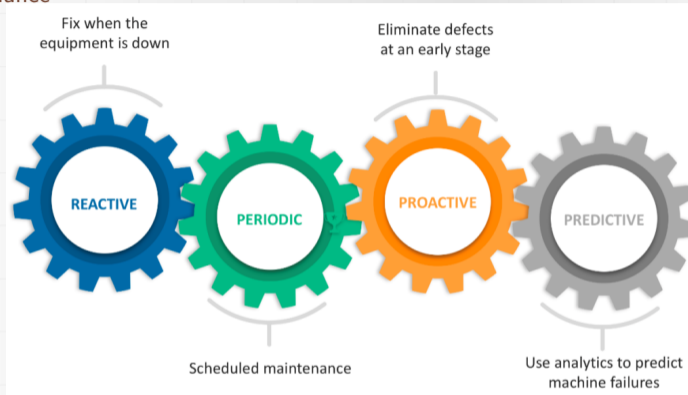 Fix when the
equipment is down
Eliminate defects
at an early stage
REACTIVE
PERIODIC
PROACTIVE
PREDICTIVE
Scheduled maintenance
Use analytics to predict
machine failures